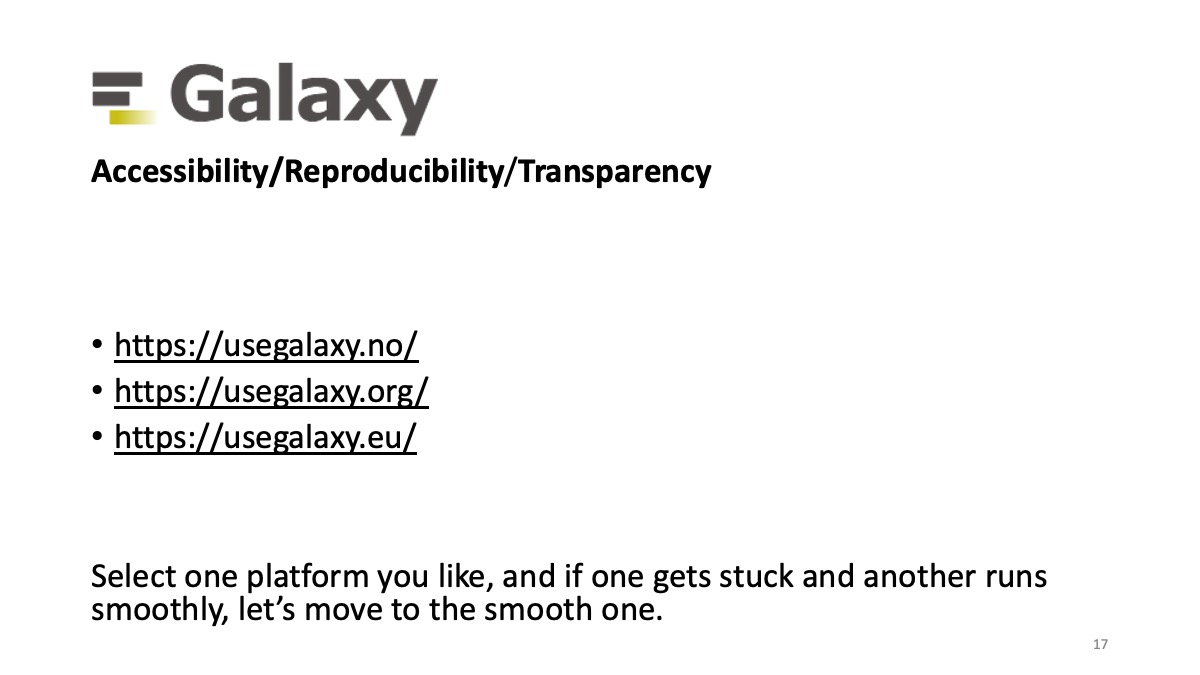 Galaxy
Accessibility/Reproducibility/Transparency
• https://usegalaxy.no/
• https://usegalaxy.org/
• https://usegalaxy.eu/
Select one platform you like, and if one gets stuck and another runs
smoothly, let’s move to the smooth one.
17